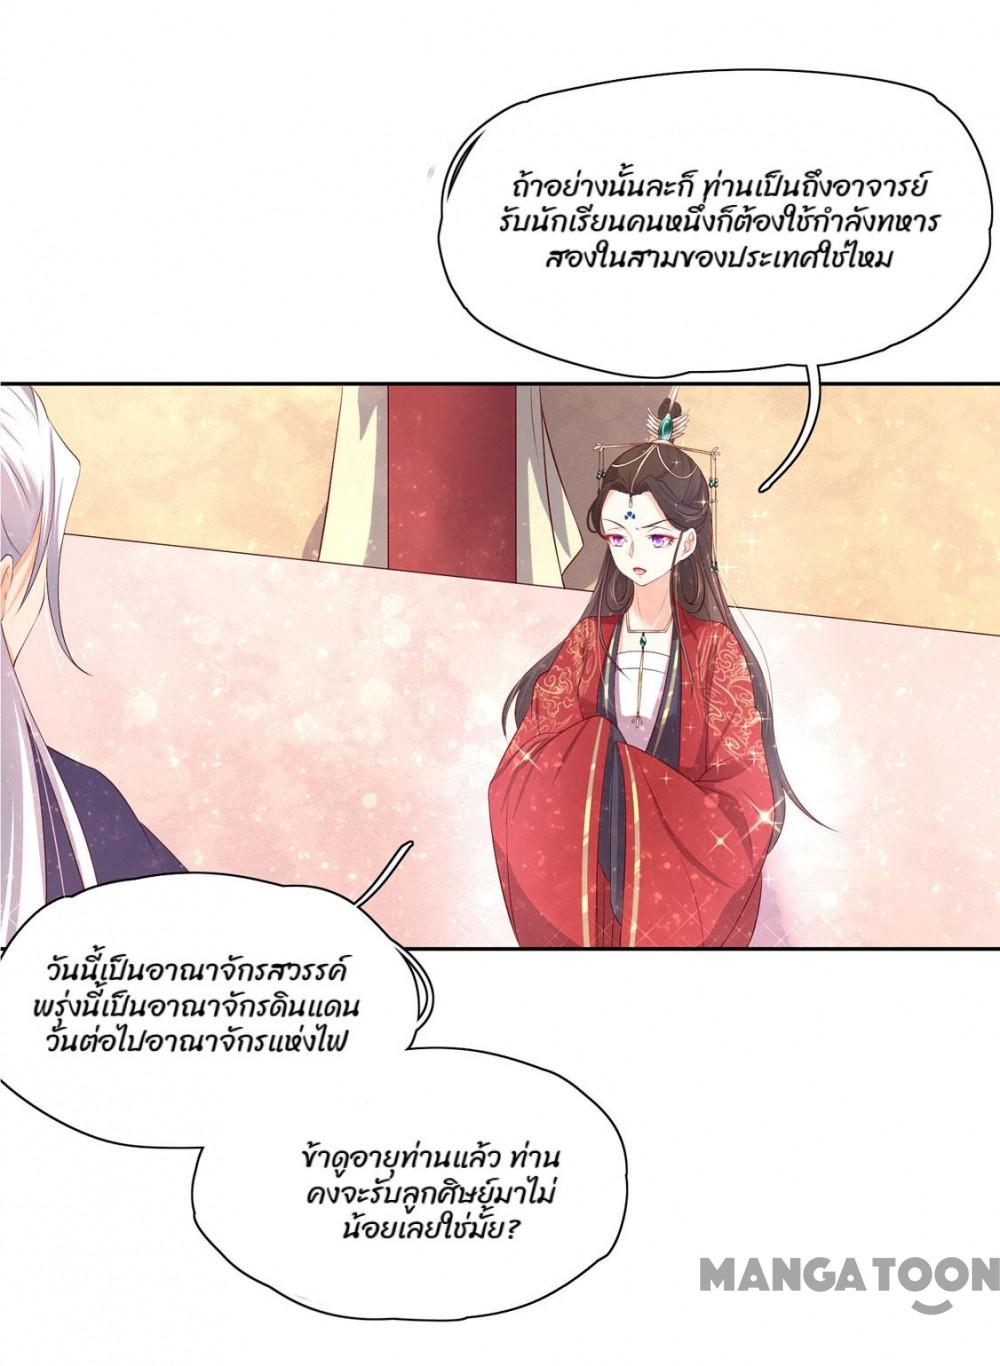 ถ้าอย่างนั้นละก็ ท่านเป็นถึงอาจารย์
รับนักเรียนคนหนึ่งก็ต้องใช้กำลังทหาร
สองในสามของประเทศใช่ไหม
วันนี้เป็นอาณาจักรสวรรค์
พรุ่งนี้เป็นอาณาจักรดินแดน
วันต่อไปอาณาจักรแห่งไฟ
ข้าดูอายุท่านแล้ว ท่าน
คงจะรับลูกศิษย์มาไม่
น้อยเลยใช่มั้ย?
MANGATOON